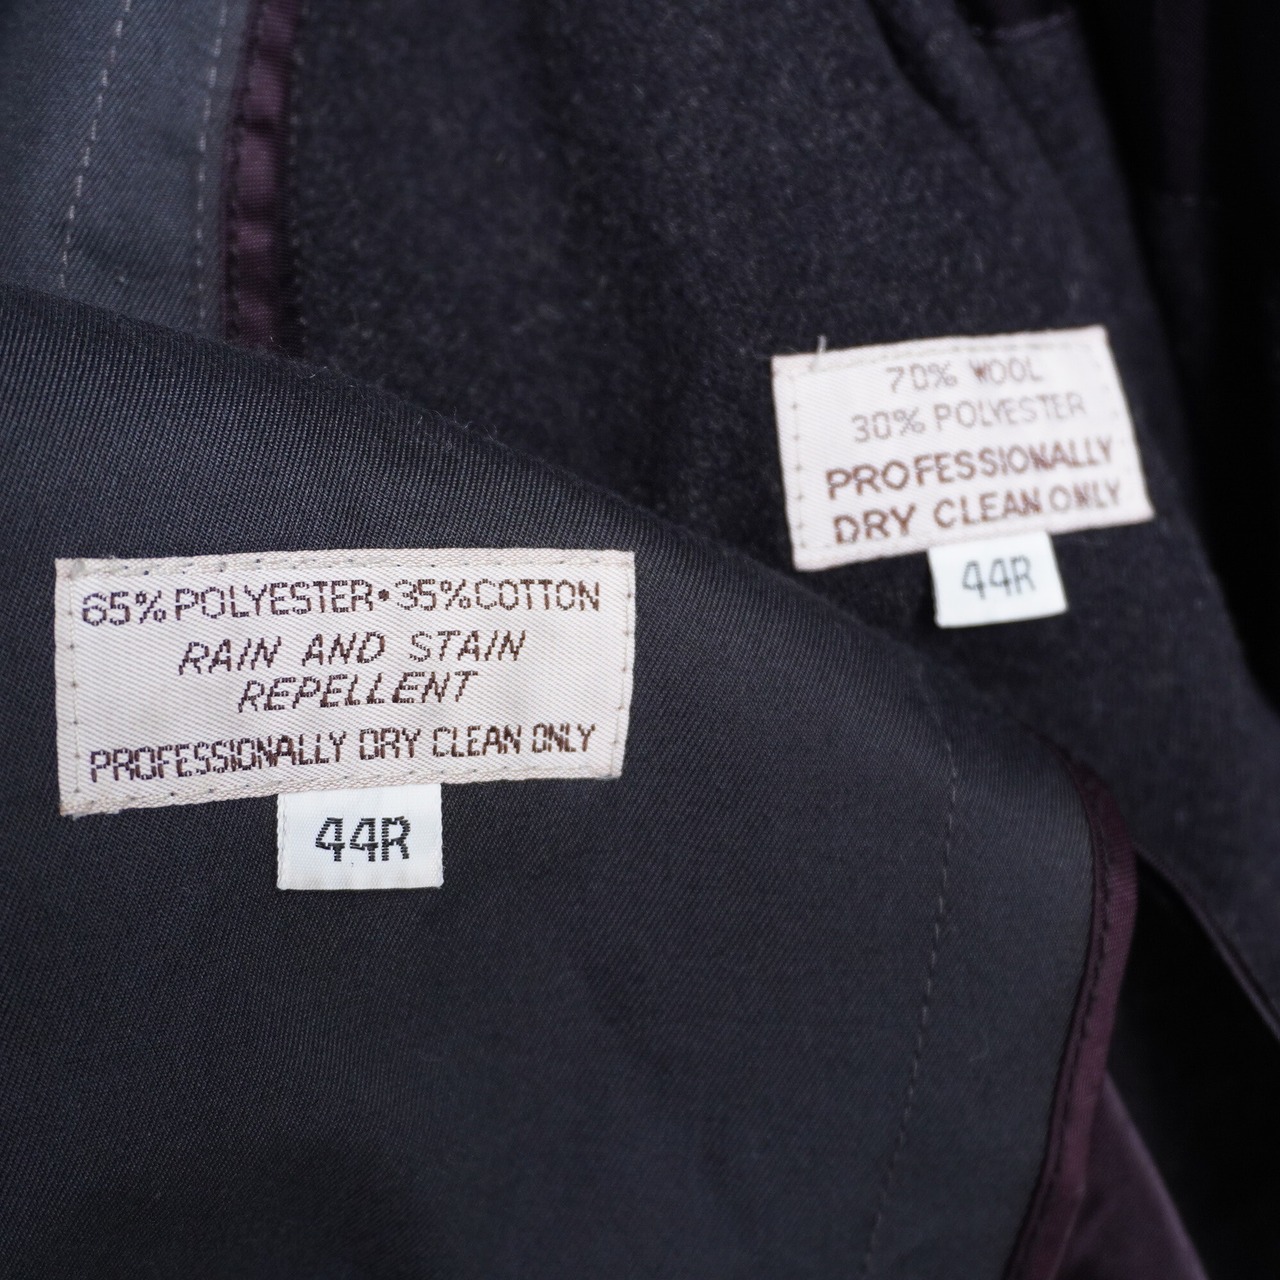 65% POLYESTER • 35% COTTON
RAIN AND STAIN
REPELLENT
PROFESSIONALLY DRY CLEAN ONLY
44R
70% WOOL
30% POLYESTER
PROFESSIONALLY
DRY CLEAN ONLY
44R